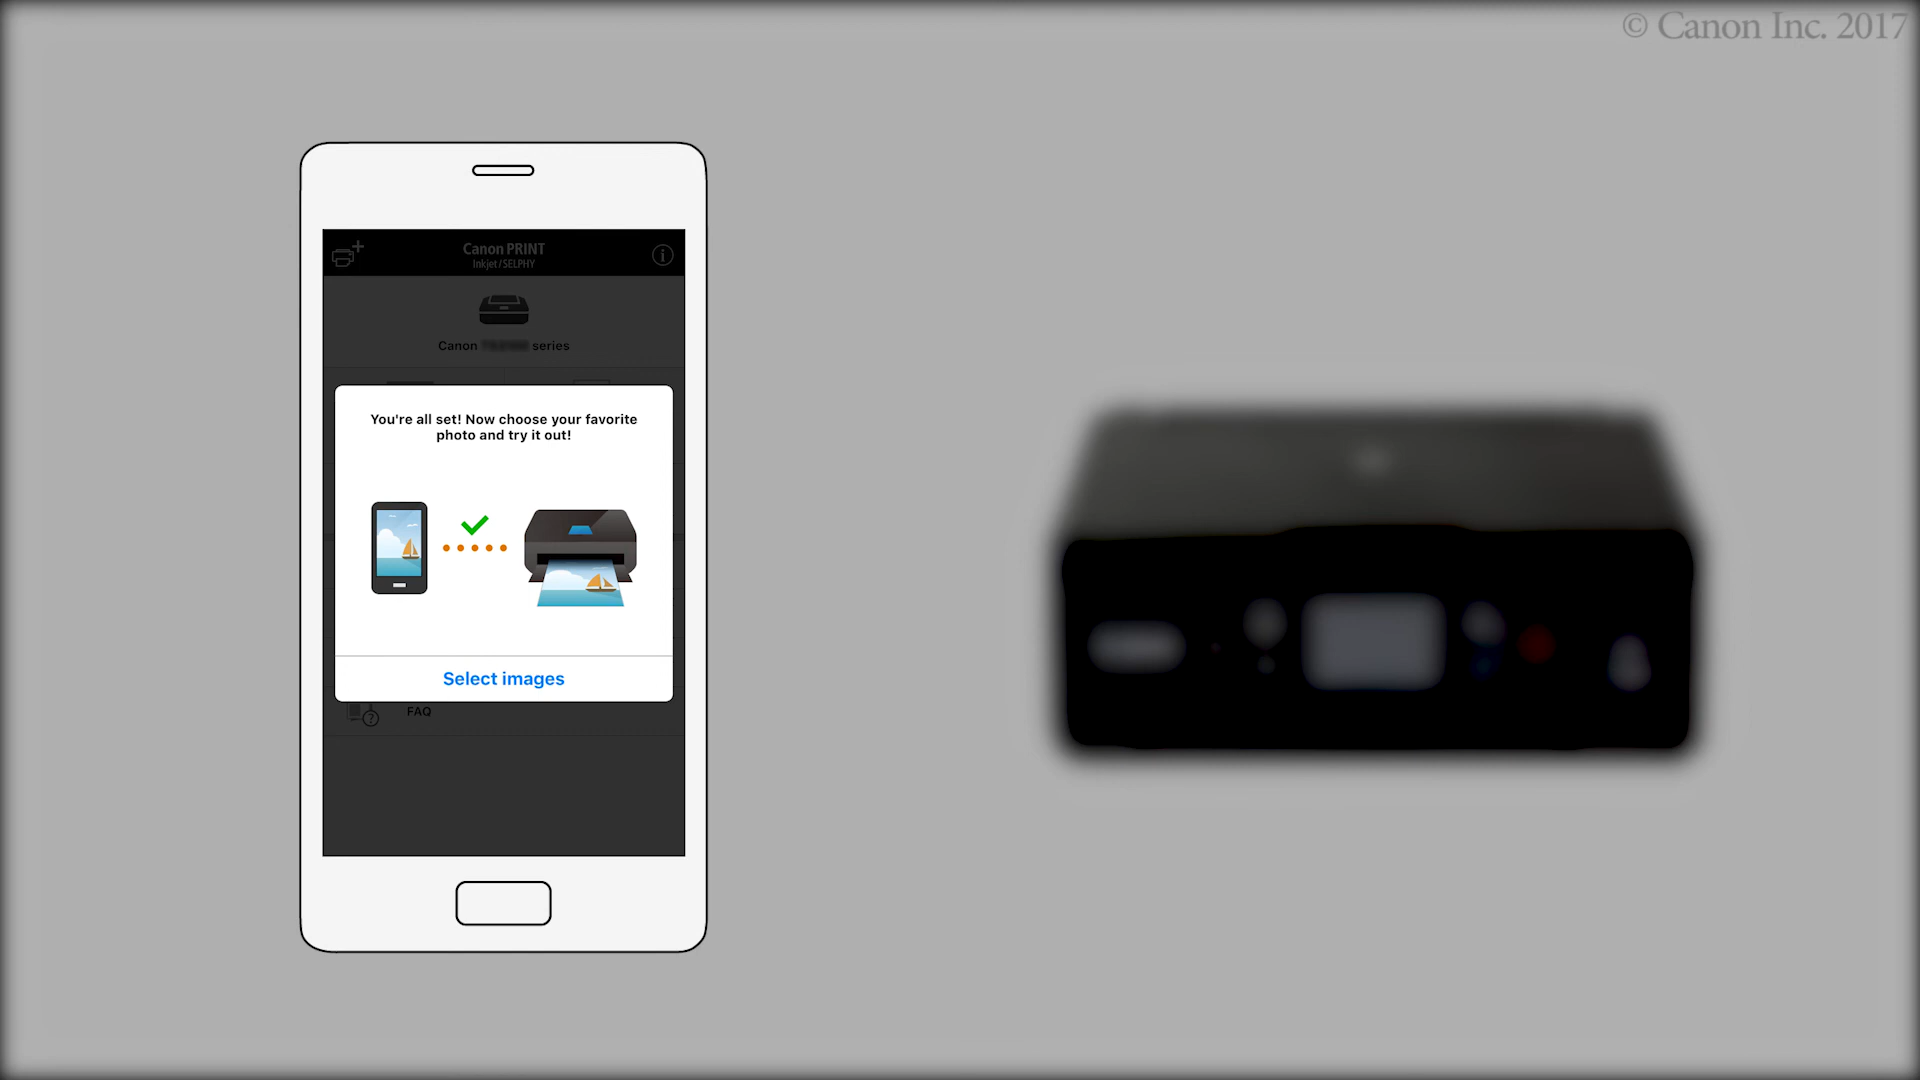 © Canon Inc. 2017
Canon PRINT
Inkjet/SELPHY
Canon series
You're all set! Now choose your favorite
photo and try it out!
Select images
FAQ